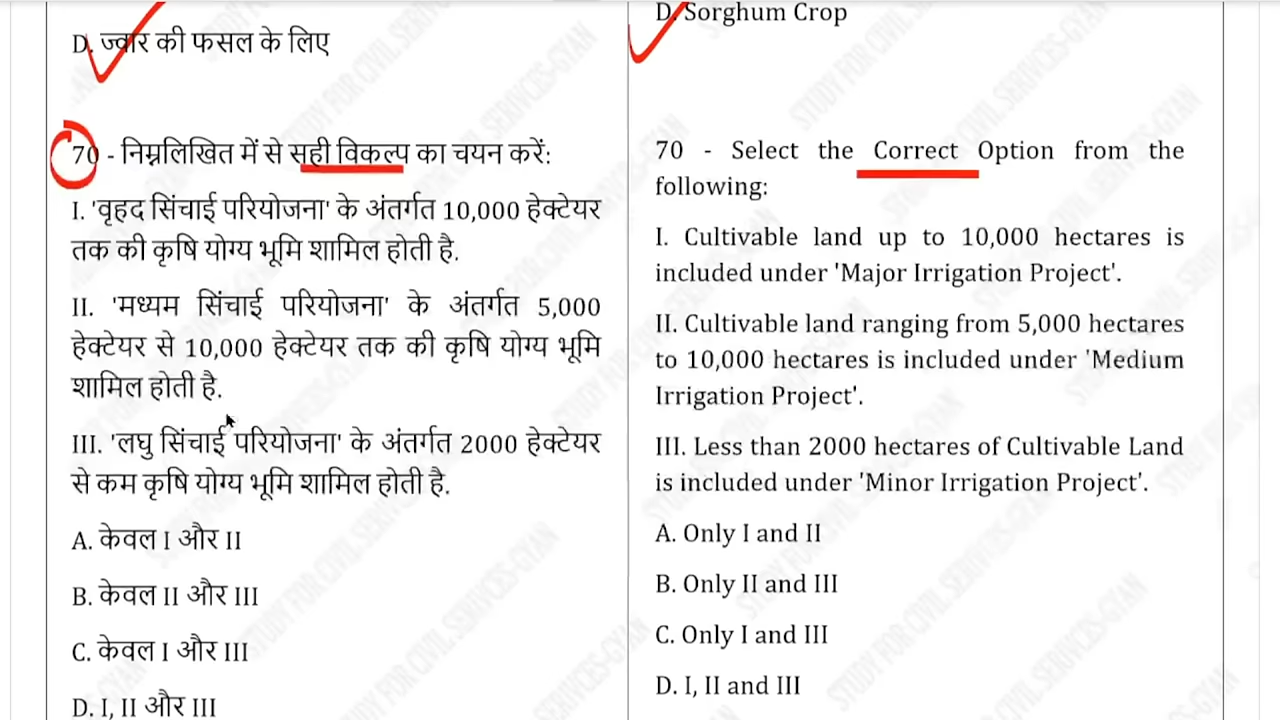 D. ज्वार की फसल के लिए
70 - निम्नलिखित में से सही विकल्प का चयन करें:
I. 'वृहद सिंचाई परियोजना' के अंतर्गत 10,000 हेक्टेयर
तक की कृषि योग्य भूमि शामिल होती है.
II. 'मध्यम सिंचाई परियोजना' के अंतर्गत 5,000
हेक्टेयर से 10,000 हेक्टेयर तक की कृषि योग्य भूमि
शामिल होती है.
III. 'लघु सिंचाई परियोजना' के अंतर्गत 2000 हेक्टेयर
से कम कृषि योग्य भूमि शामिल होती है.
A. केवल I और II
B. केवल II और III
C. केवल I और III
D. I, II और III
D. Sorghum Crop
70 - Select the Correct Option from the
following:
I. Cultivable land up to 10,000 hectares is
included under 'Major Irrigation Project'.
II. Cultivable land ranging from 5,000 hectares
to 10,000 hectares is included under 'Medium
Irrigation Project'.
III. Less than 2000 hectares of Cultivable Land
is included under 'Minor Irrigation Project'.
A. Only I and II
B. Only II and III
C. Only I and III
D. I, II and III
STUDY FOR CIVIL SERIVCES-GYAN